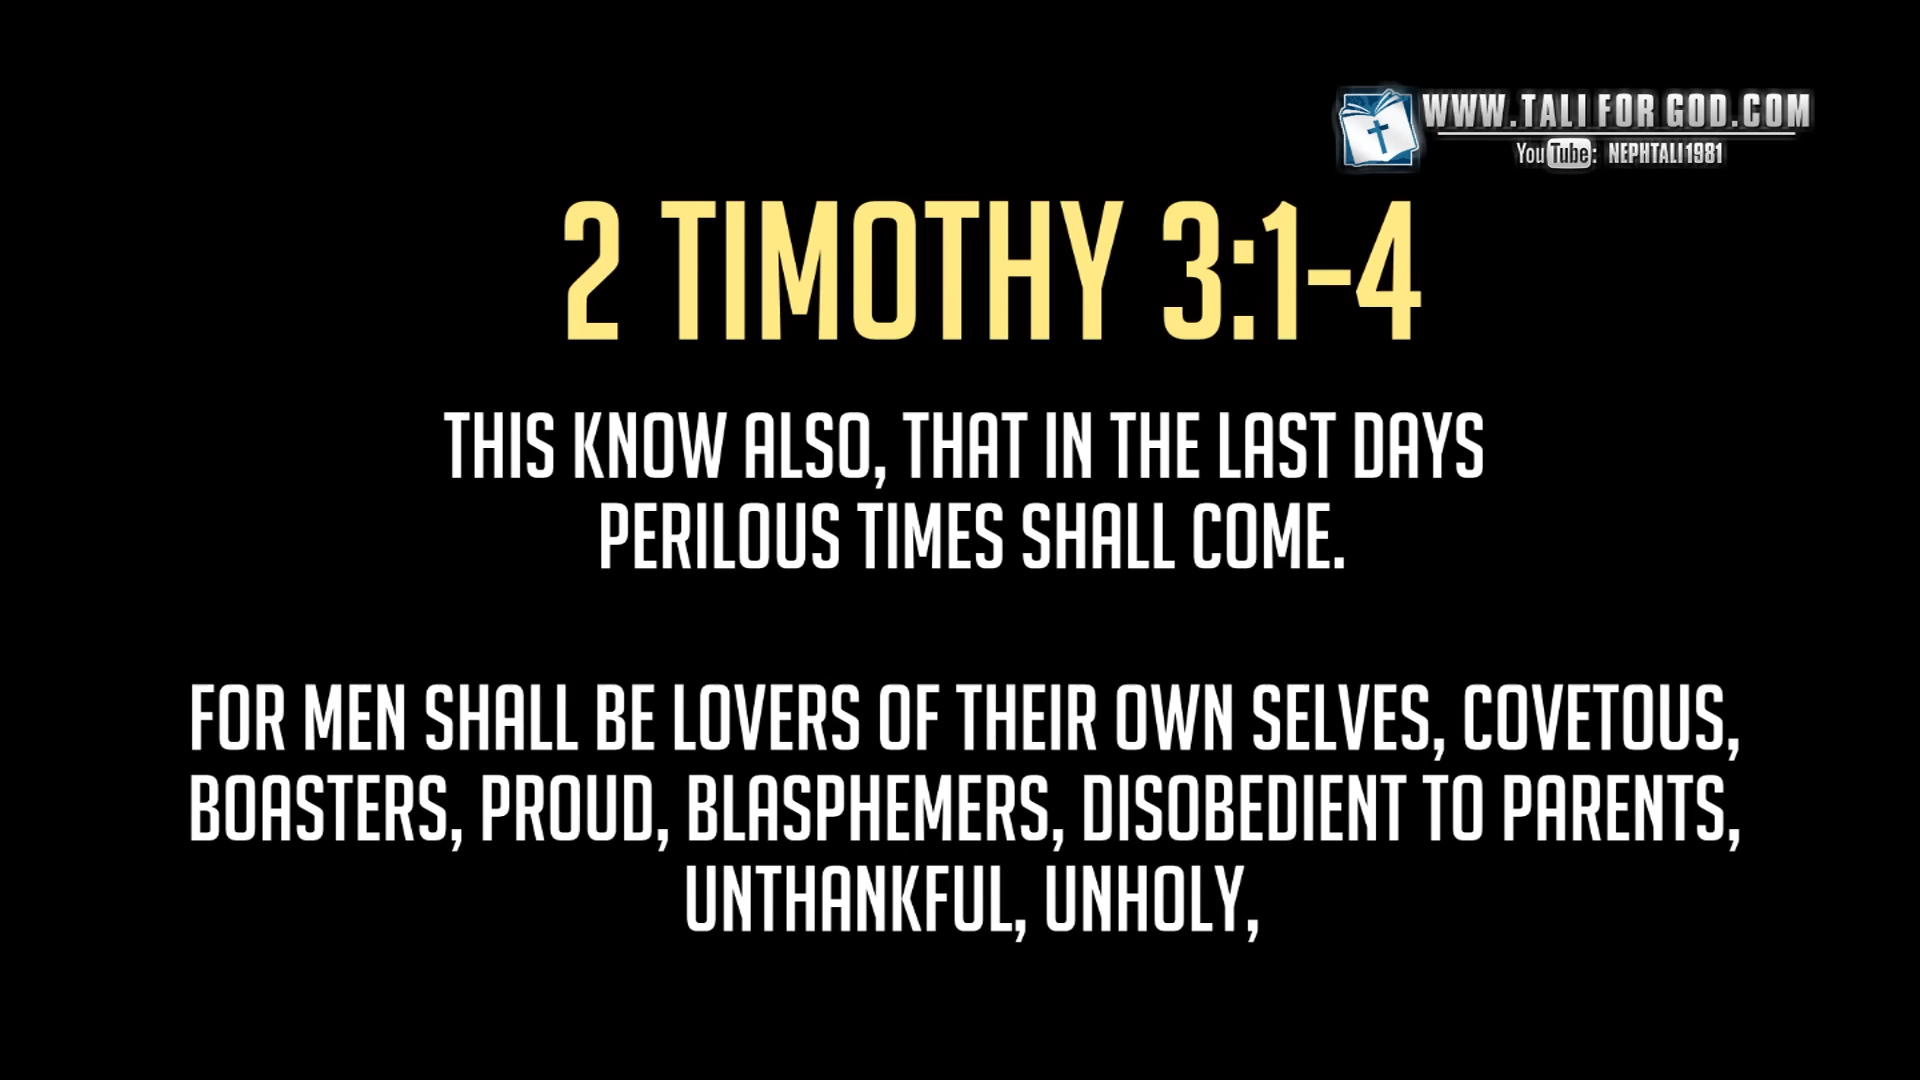 WWW.TALI FOR GOD.COM
YouTube: NEPHTALI1981
2 TIMOTHY 3:1-4
THIS KNOW ALSO, THAT IN THE LAST DAYS
PERILOUS TIMES SHALL COME.
FOR MEN SHALL BE LOVERS OF THEIR OWN SELVES, COVETOUS,
BOASTERS, PROUD, BLASPHEMERS, DISOBEDIENT TO PARENTS,
UNTHANKFUL, UNHOLY,